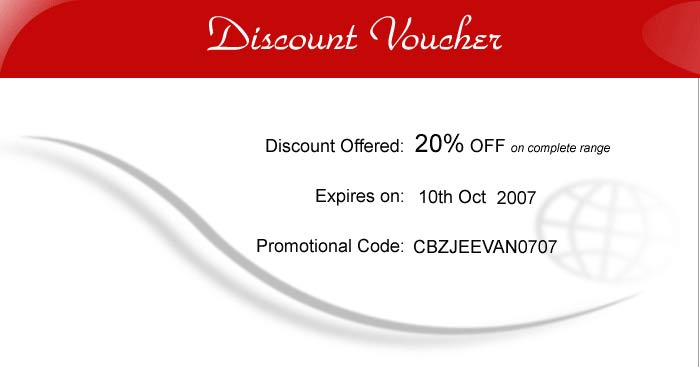 Discount Voucher
Discount Offered: 20% OFF on complete range
Expires on: 10th Oct 2007
Promotional Code: CBZJEEVAN0707